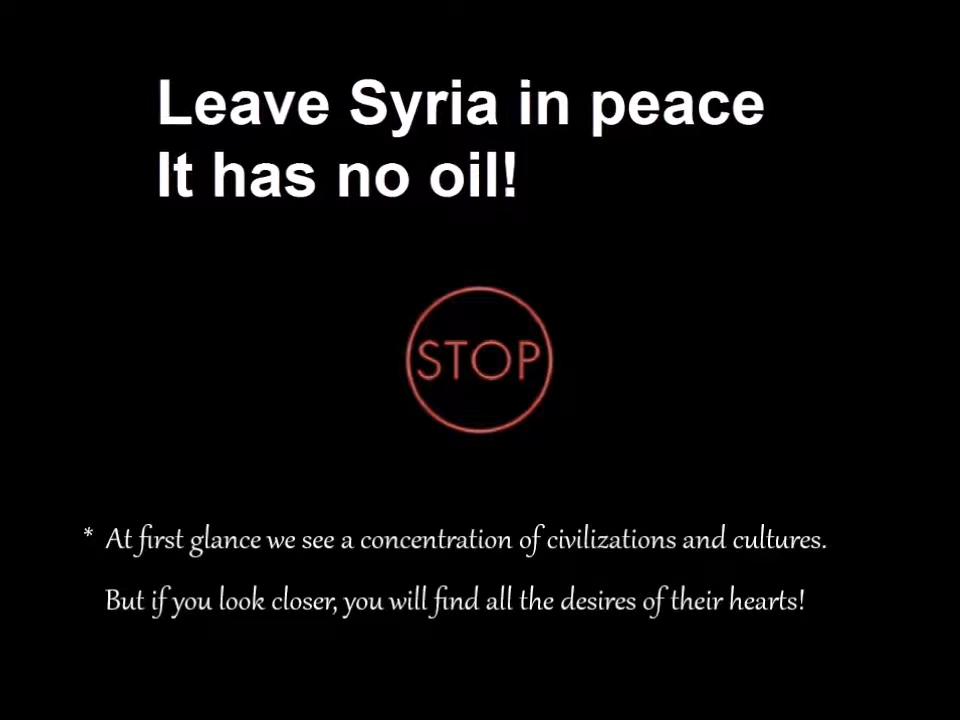 Leave Syria in peace
It has no oil!
STOP
* At first glance we see a concentration of civilizations and cultures.
But if you look closer, you will find all the desires of their hearts!